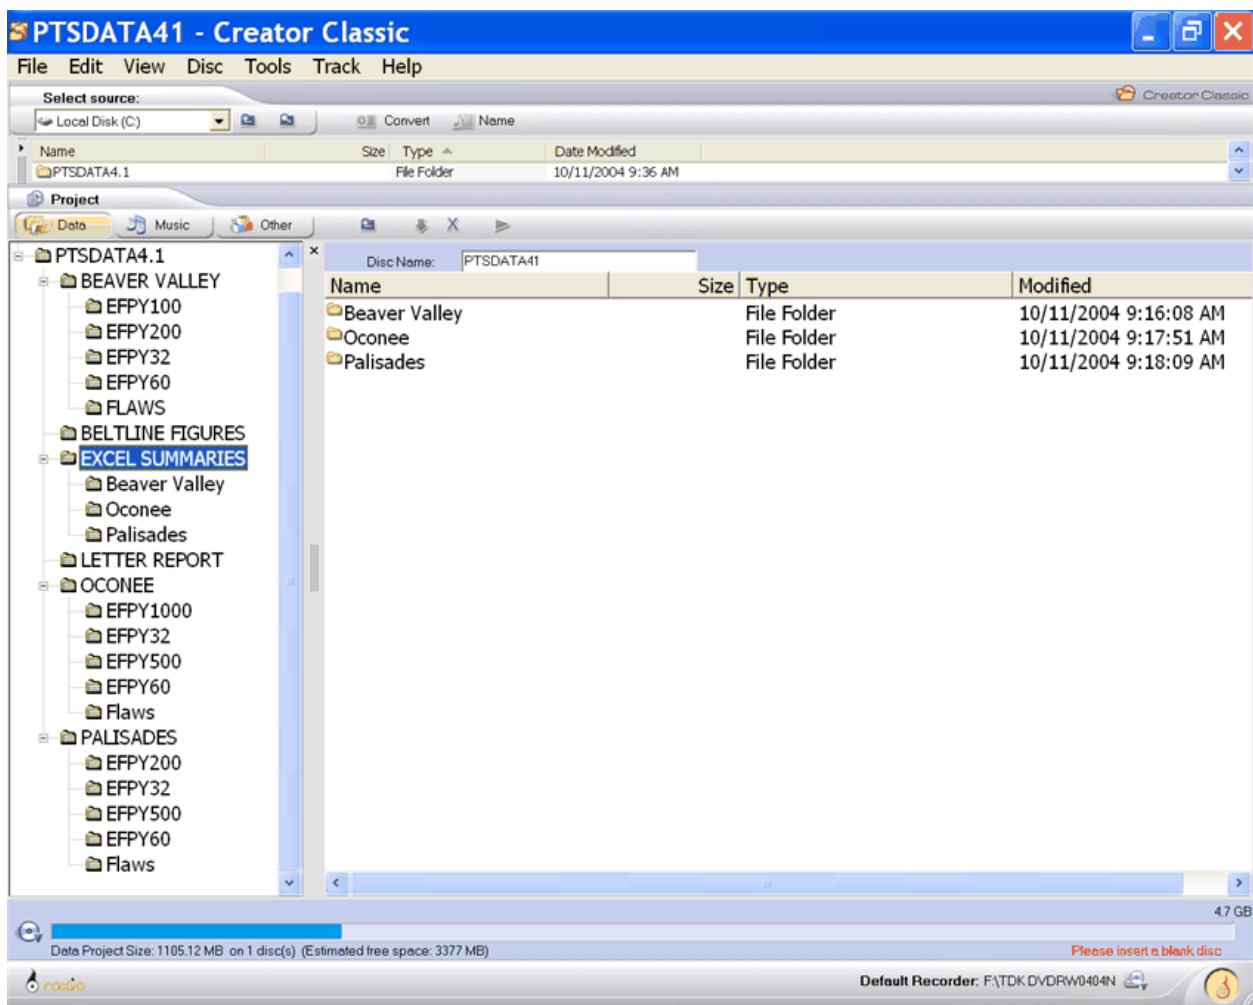 PTSDATA41 - Creator Classic
File Edit View Disc Tools Track Help
Select source:
Creator Classic
Local Disk (C:)
Convert Name
Name Size Type Date Modified
PTSDATA4.1 File Folder 10/11/2004 9:36 AM
Project
Data Music Other
PTSDATA4.1
BEAVER VALLEY
EFPY100
EFPY200
EFPY32
EFPY60
FLAWS
BELTLINE FIGURES
EXCEL SUMMARIES
Beaver Valley
Oconee
Palisades
LETTER REPORT
OCONEE
EFPY1000
EFPY32
EFPY500
EFPY60
Flaws
PALISADES
EFPY200
EFPY32
EFPY500
EFPY60
Flaws
Disc Name: PTSDATA41
Name Size Type Modified
Beaver Valley File Folder 10/11/2004 9:16:08 AM
Oconee File Folder 10/11/2004 9:17:51 AM
Palisades File Folder 10/11/2004 9:18:09 AM
4.7 GB
Data Project Size: 1105.12 MB on 1 disc(s) (Estimated free space: 3377 MB)
Please insert a blank disc
roxio
Default Recorder: F:\TDK DVDRW0404N